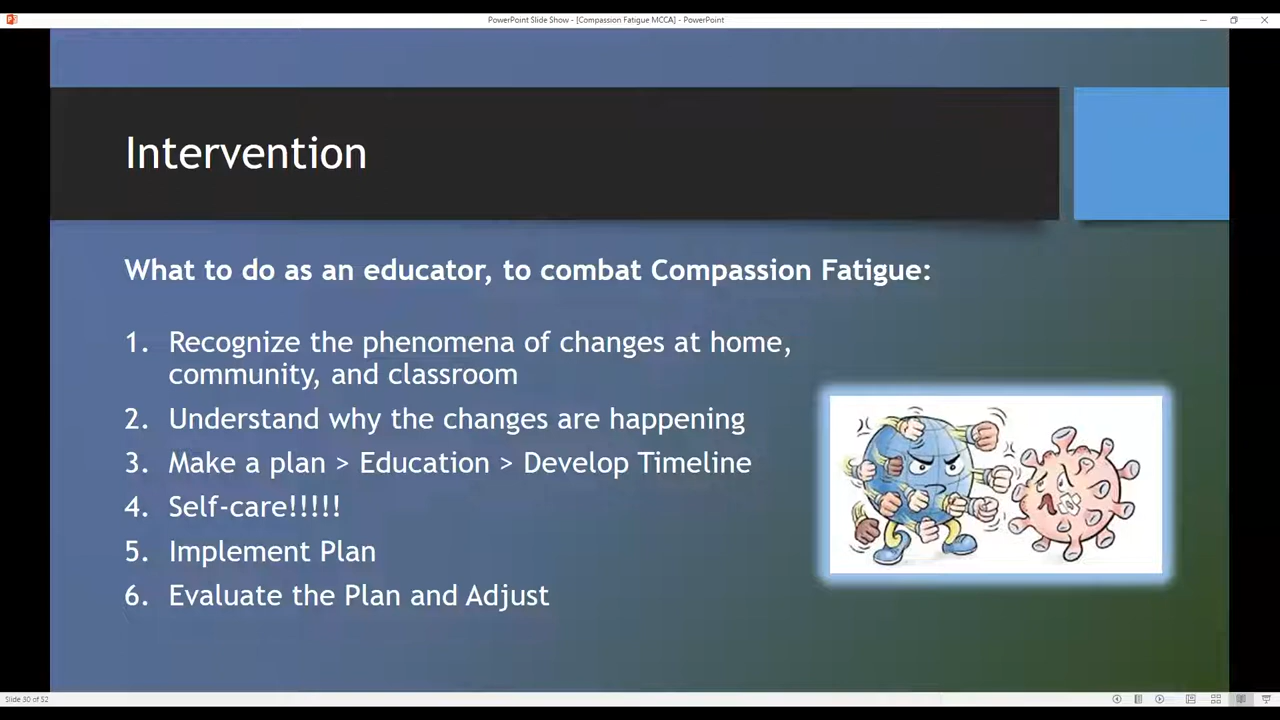 PowerPoint Slide Show - [Compassion Fatigue MCCA] - PowerPoint
Intervention
What to do as an educator, to combat Compassion Fatigue:
1. Recognize the phenomena of changes at home,
community, and classroom
2. Understand why the changes are happening
3. Make a plan > Education > Develop Timeline
4. Self-care!!!!!
5. Implement Plan
6. Evaluate the Plan and Adjust
Slide 30 of 52